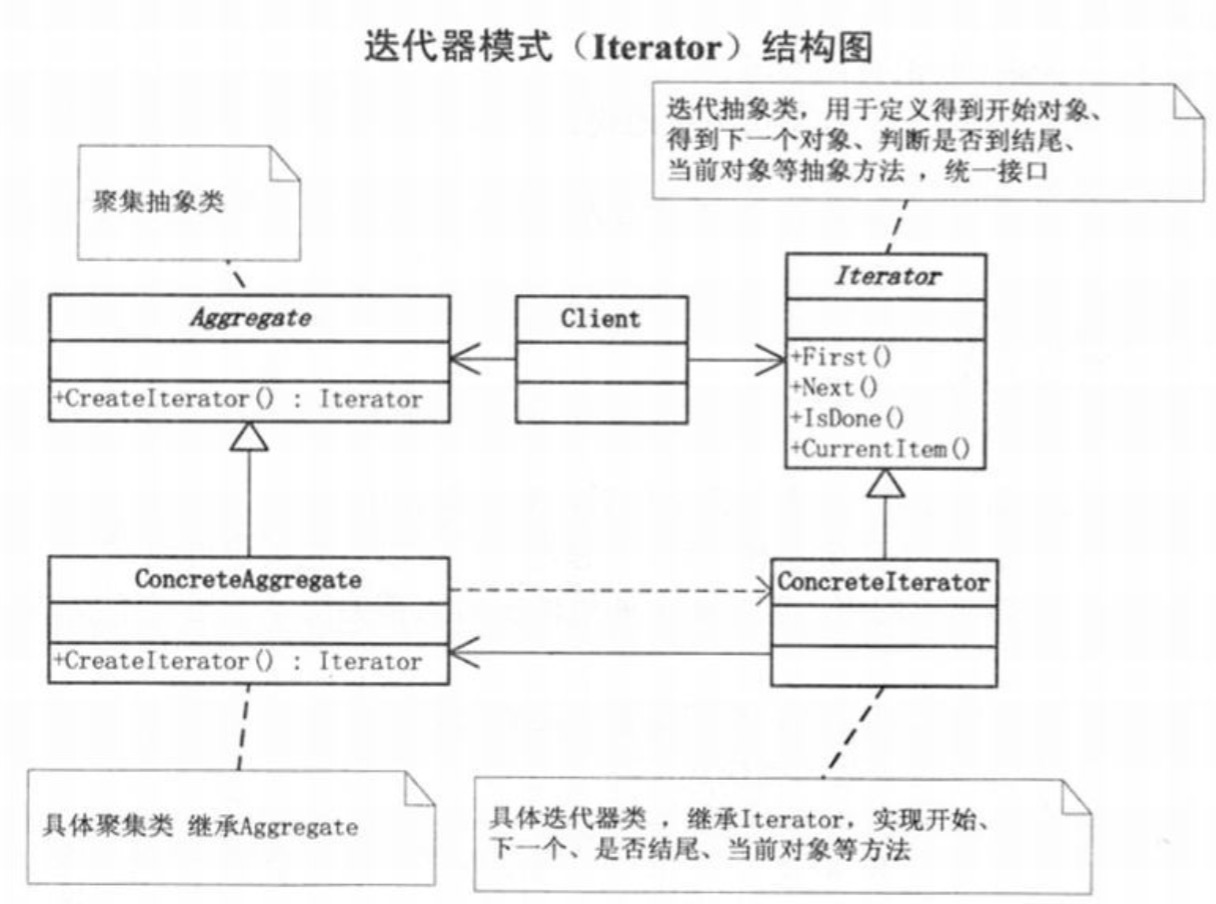 迭代器模式（Iterator）结构图
迭代抽象类，用于定义得到开始对象、
得到下一个对象、判断是否到结尾、
当前对象等抽象方法 ，统一接口
聚集抽象类
Aggregate
+CreateIterator() : Iterator
Client
Iterator
+First()
+Next()
+IsDone()
+CurrentItem()
ConcreteAggregate
+CreateIterator() : Iterator
ConcreteIterator
具体聚集类 继承Aggregate
具体迭代器类 ，继承Iterator，实现开始、
下一个、是否结尾、当前对象等方法